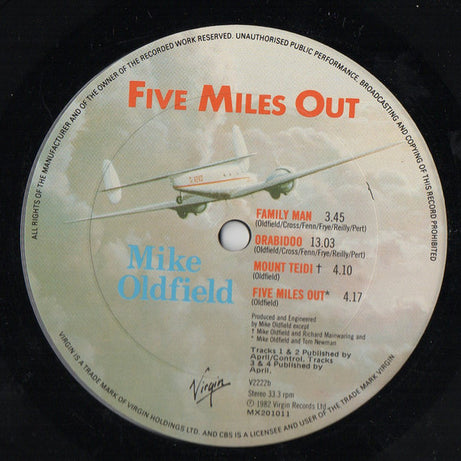 ALL RIGHTS OF THE MANUFACTURER AND OF THE OWNER OF THE RECORDED WORK RESERVED. UNAUTHORISED PUBLIC PERFORMANCE, BROADCASTING AND COPYING OF THIS RECORD PROHIBITED
FIVE MILES OUT
Mike
Oldfield
FAMILY MAN 3.45
(Oldfield/Cross/Fenn/Frye/Reilly/Pert)
ORABIDOO 13.03
(Oldfield/Cross/Fenn/Frye/Reilly/Pert)
MOUNT TEIDI † 4.10
(Oldfield)
FIVE MILES OUT* 4.17
(Oldfield)
Produced and Engineered
by Mike Oldfield except
† Mike Oldfield and Richard Mainwaring and
* Mike Oldfield and Tom Newman
Tracks 1 & 2 Published by
April/Control. Tracks
3 & 4 Published by
April.
Virgin
V2222b
Stereo 33.3 rpm
℗ 1982 Virgin Records Ltd
MX201011
VIRGIN IS A TRADE MARK OF VIRGIN HOLDINGS LTD. AND CBS IS A LICENSEE AND USER OF THE TRADE MARK VIRGIN